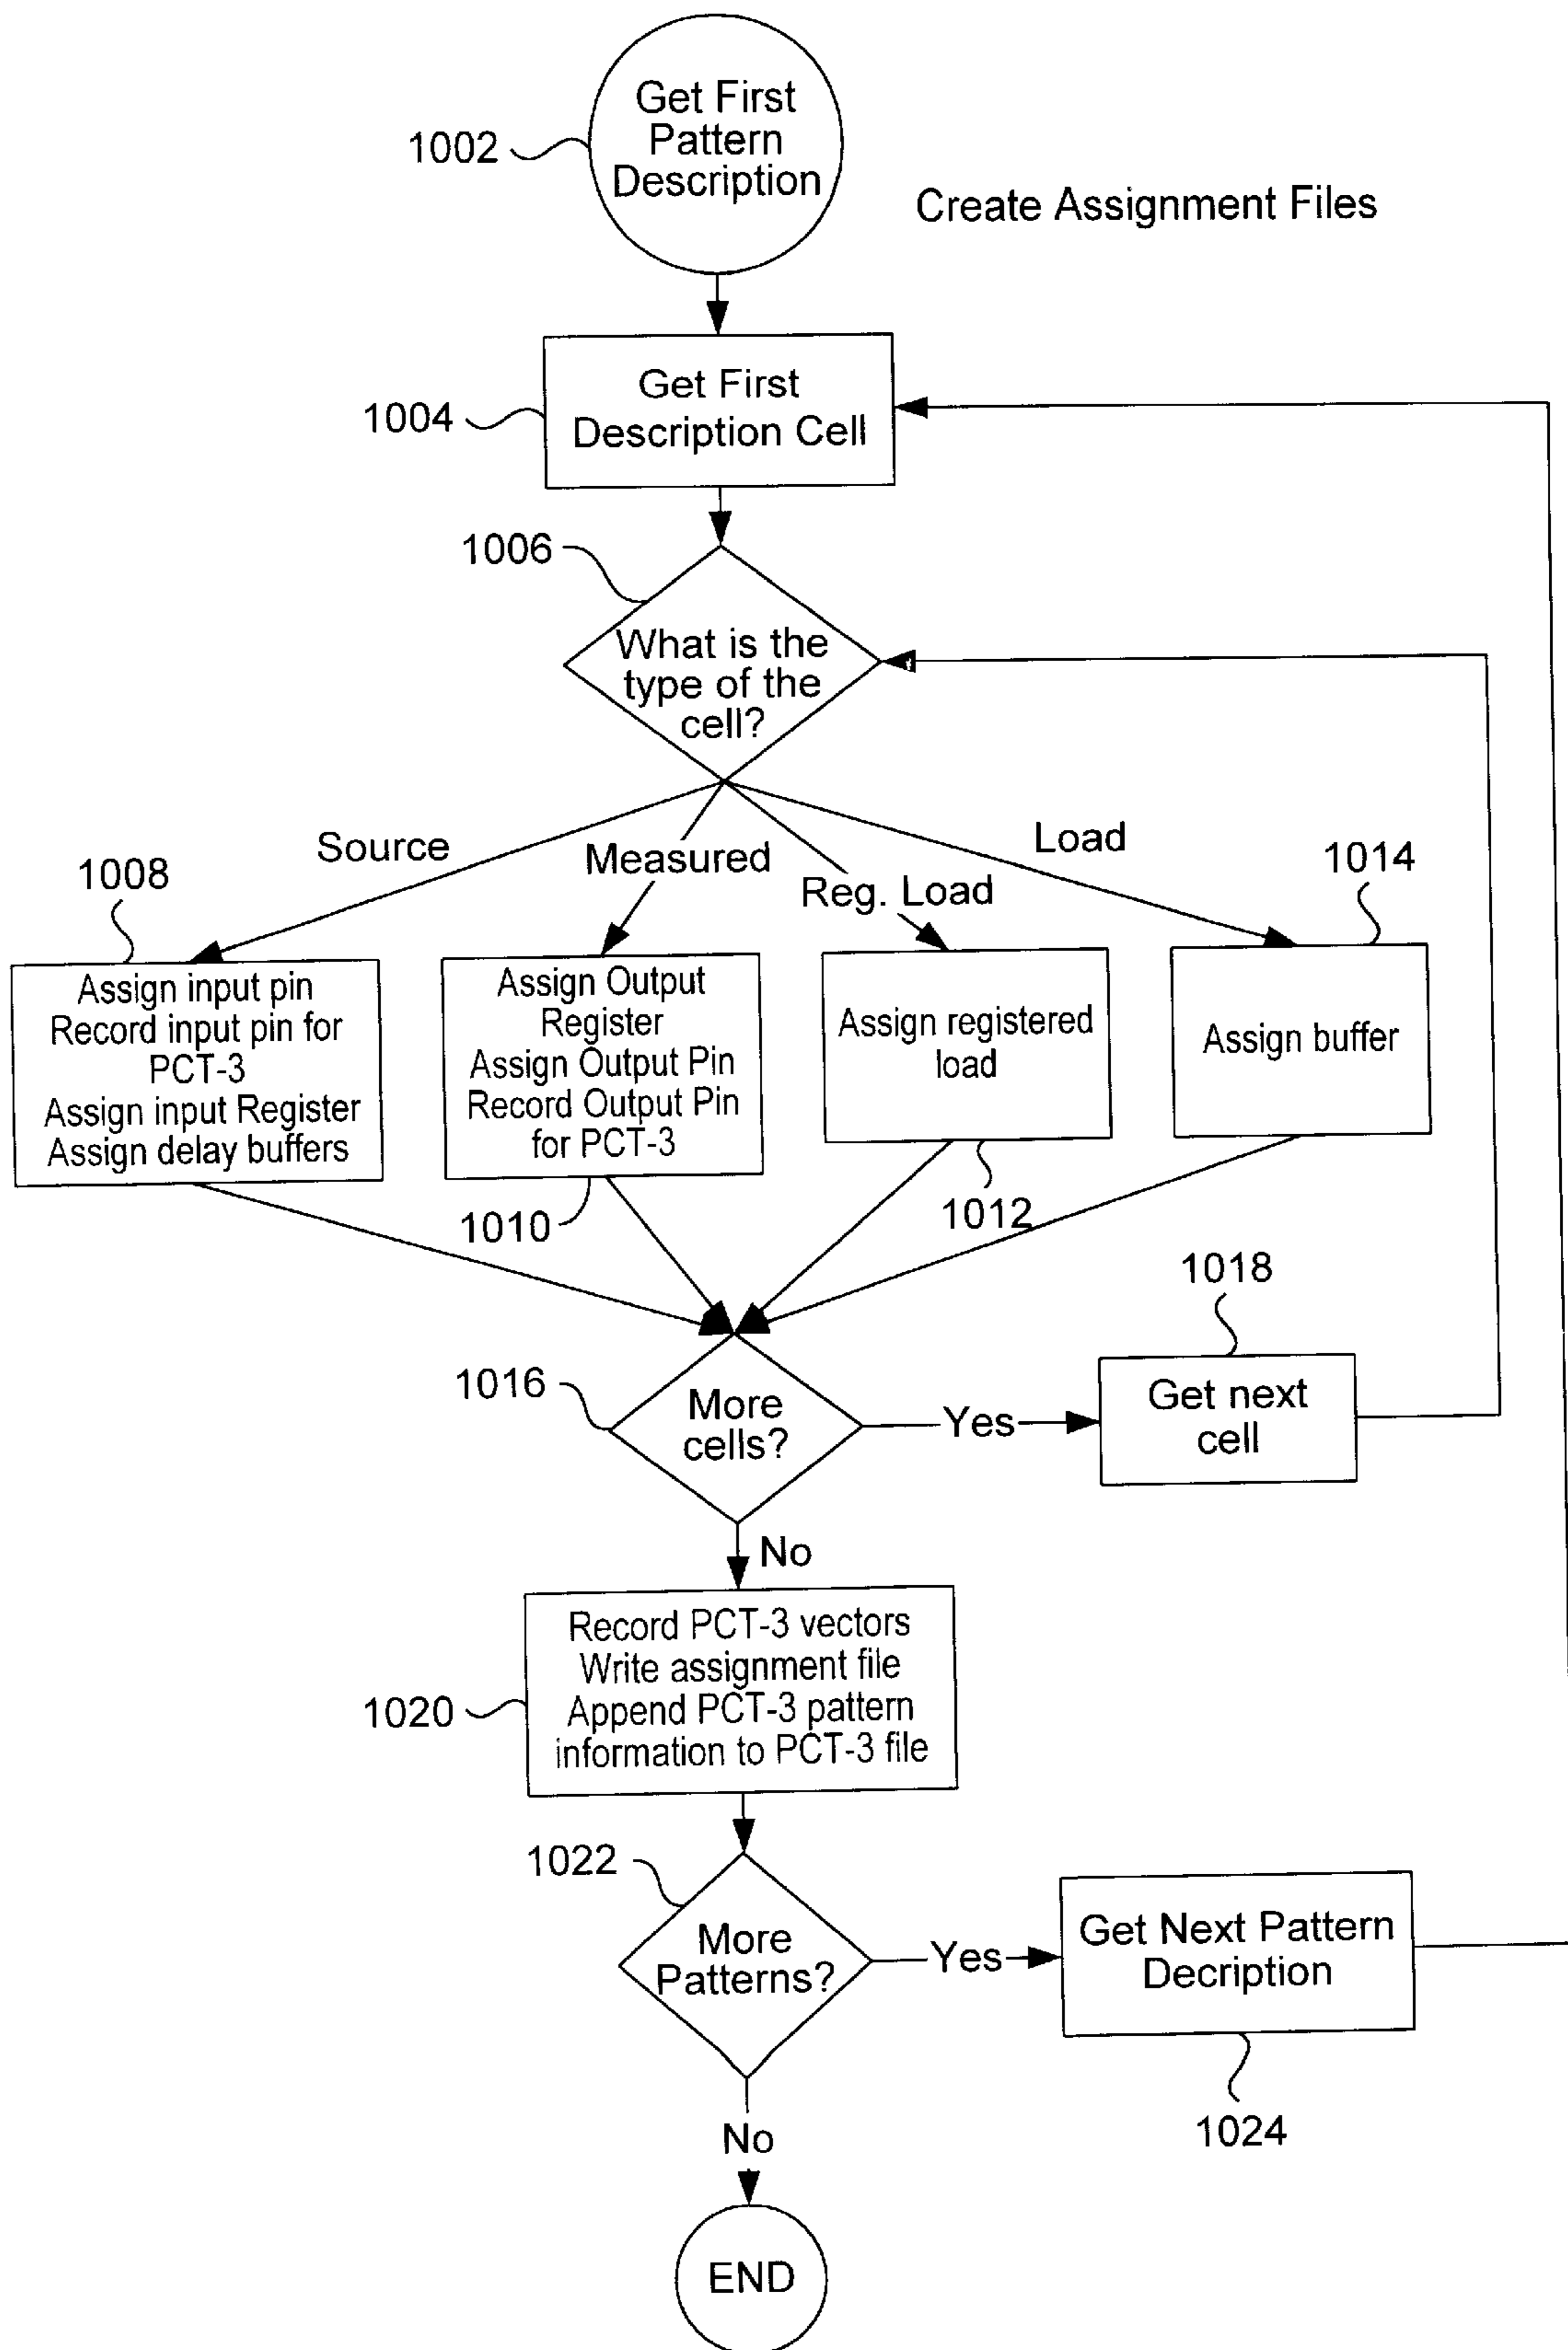 Get First
Pattern
Description
1002
Create Assignment Files
Get First
Description Cell
1004
1006
What is the
type of the
cell?
Source
Measured
Reg. Load
Load
1008
1014
Assign input pin
Record input pin for
PCT-3
Assign input Register
Assign delay buffers
Assign Output
Register
Assign Output Pin
Record Output Pin
for PCT-3
Assign registered
load
Assign buffer
1010
1012
1018
1016
More
cells?
Yes
Get next
cell
No
Record PCT-3 vectors
Write assignment file
Append PCT-3 pattern
information to PCT-3 file
1020
1022
More
Patterns?
Yes
Get Next Pattern
Decription
1024
No
END